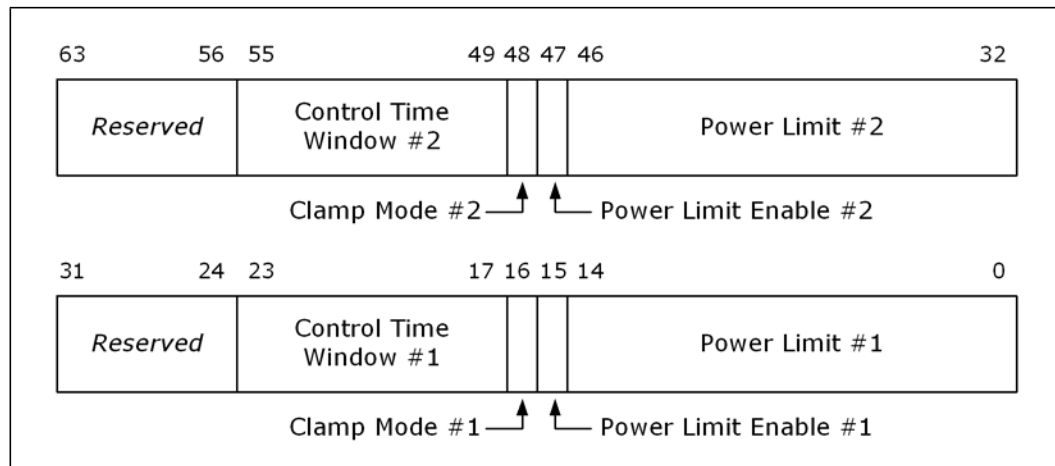 63 56 55 49 48 47 46 32
Reserved
Control Time
Window #2
Power Limit #2
Clamp Mode #2
Power Limit Enable #2
31 24 23 17 16 15 14 0
Reserved
Control Time
Window #1
Power Limit #1
Clamp Mode #1
Power Limit Enable #1